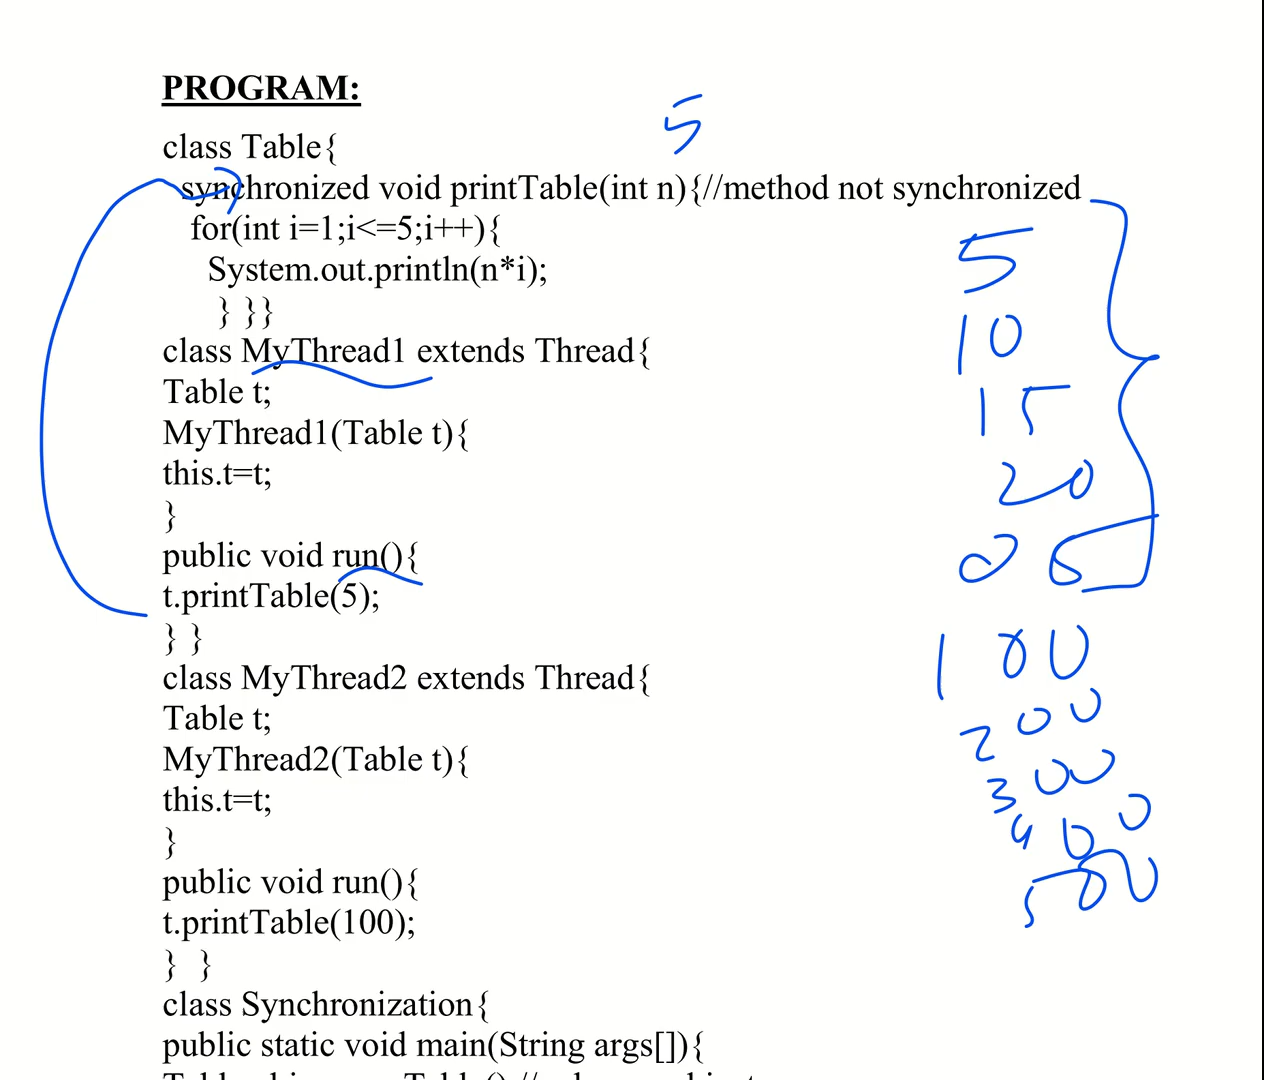 PROGRAM:
5
class Table{
synchronized void printTable(int n){//method not synchronized
for(int i=1;i<=5;i++){
5
System.out.println(n*i);
} }}
10
class MyThread1 extends Thread{
Table t;
15
MyThread1(Table t){
this.t=t;
20
}
public void run(){
t.printTable(5);
} }
100
class MyThread2 extends Thread{
Table t;
200
MyThread2(Table t){
300
this.t=t;
400
}
public void run(){
500
t.printTable(100);
} }
class Synchronization{
public static void main(String args[]){